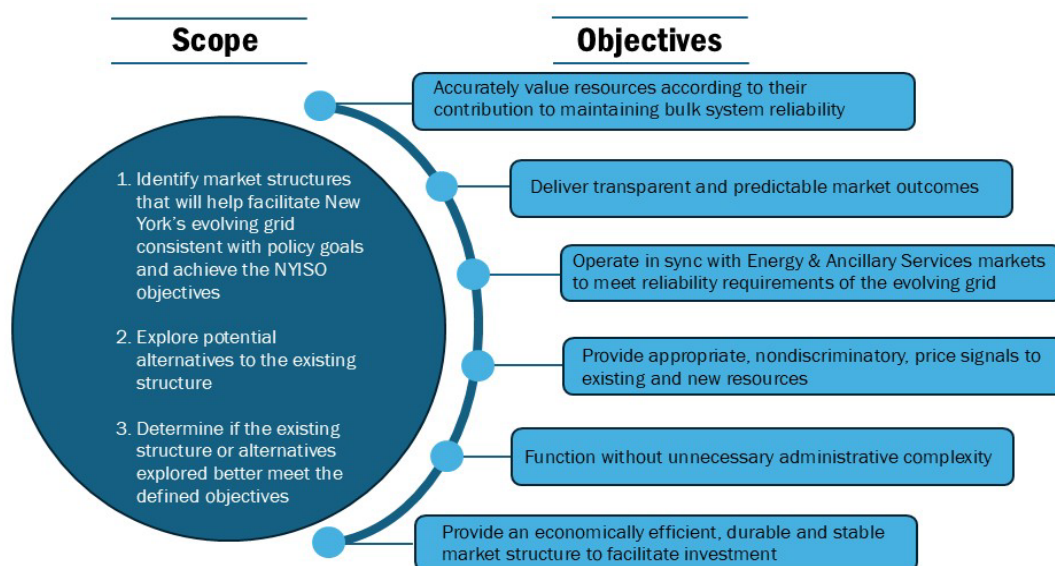 Scope
Objectives
1. Identify market structures
that will help facilitate New
York's evolving grid
consistent with policy goals
and achieve the NYISO
objectives
2. Explore potential
alternatives to the existing
structure
3. Determine if the existing
structure or alternatives
explored better meet the
defined objectives
Accurately value resources according to their
contribution to maintaining bulk system reliability
Deliver transparent and predictable market outcomes
Operate in sync with Energy & Ancillary Services markets
to meet reliability requirements of the evolving grid
Provide appropriate, nondiscriminatory, price signals to
existing and new resources
Function without unnecessary administrative complexity
Provide an economically efficient, durable and stable
market structure to facilitate investment